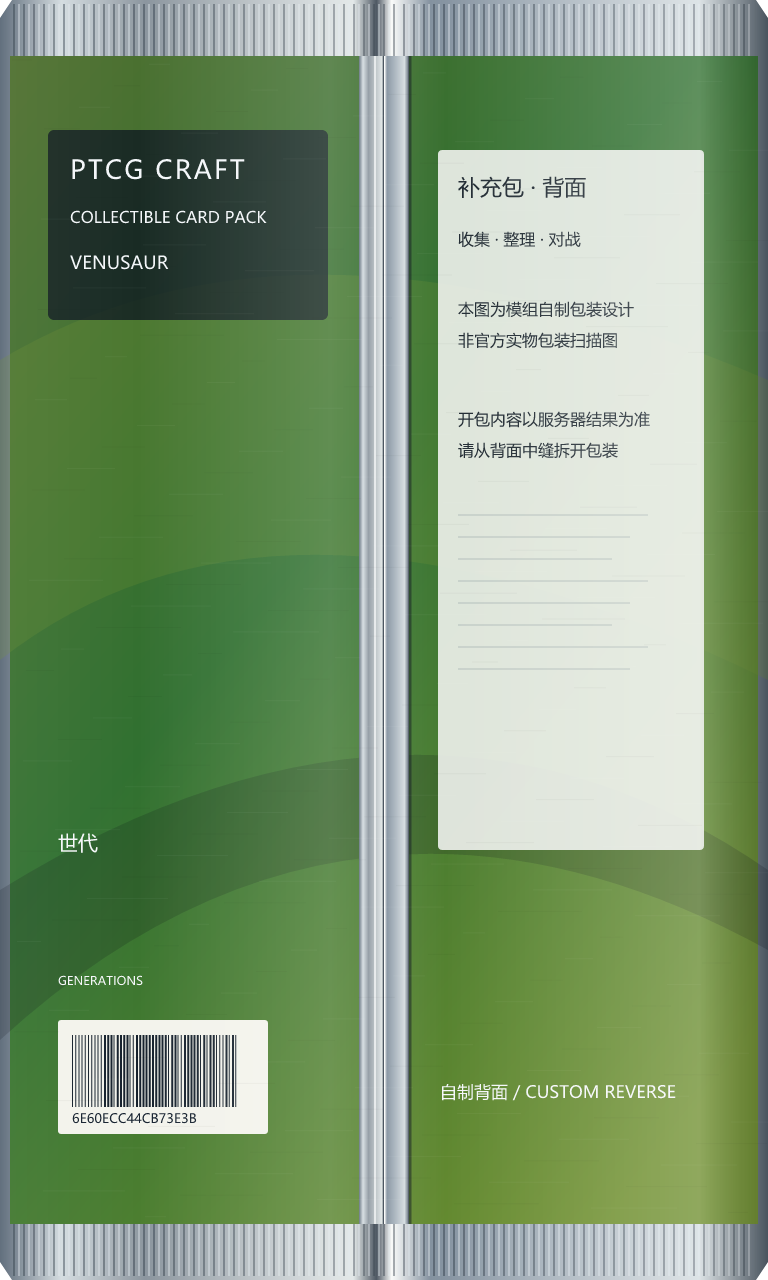 PTCG CRAFT
COLLECTIBLE CARD PACK
VENUSAUR
世代
GENERATIONS
6E60ECC44CB73E3B
补充包 · 背面
收集 · 整理 · 对战
本图为模组自制包装设计
非官方实物包装扫描图
开包内容以服务器结果为准
请从背面中缝拆开包装
自制背面 / CUSTOM REVERSE